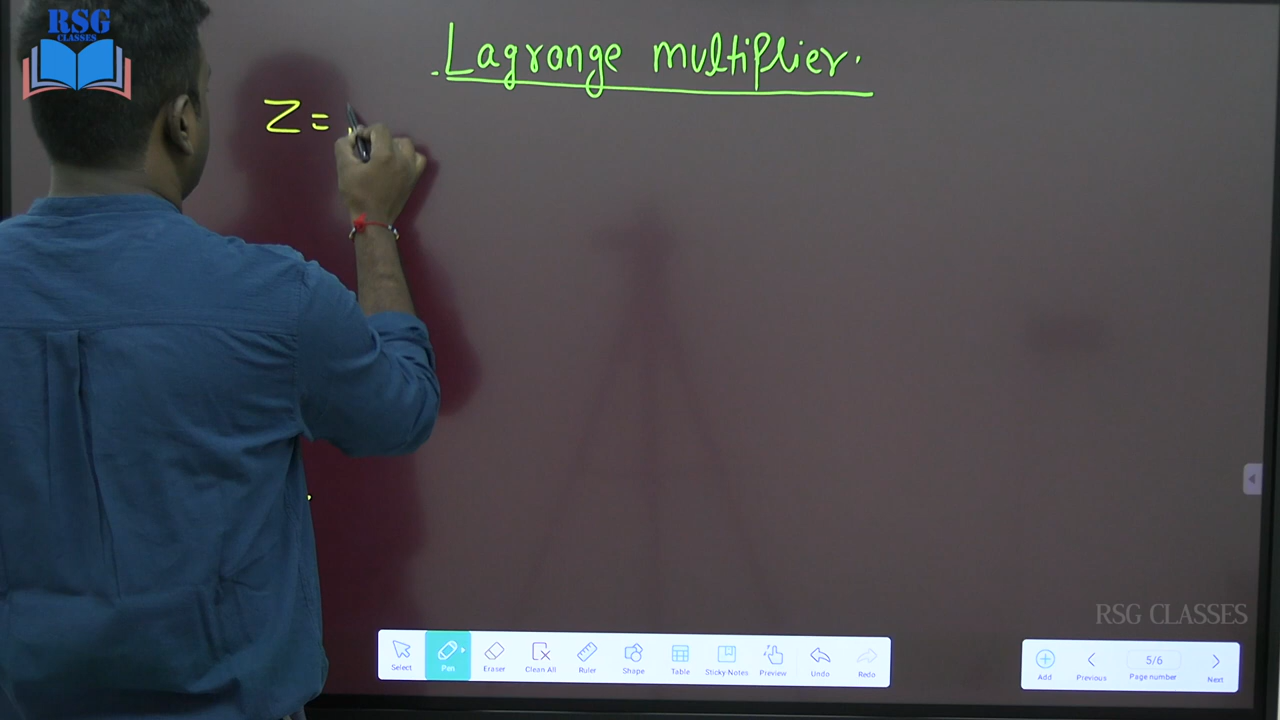 RSG
CLASSES
Lagrange multiplier.
Z =
RSG CLASSES
Select
Pen
Eraser
Clean All
Ruler
Shape
Table
Sticky Notes
Preview
Undo
Redo
Add
Previous
5/6
Page number
Next